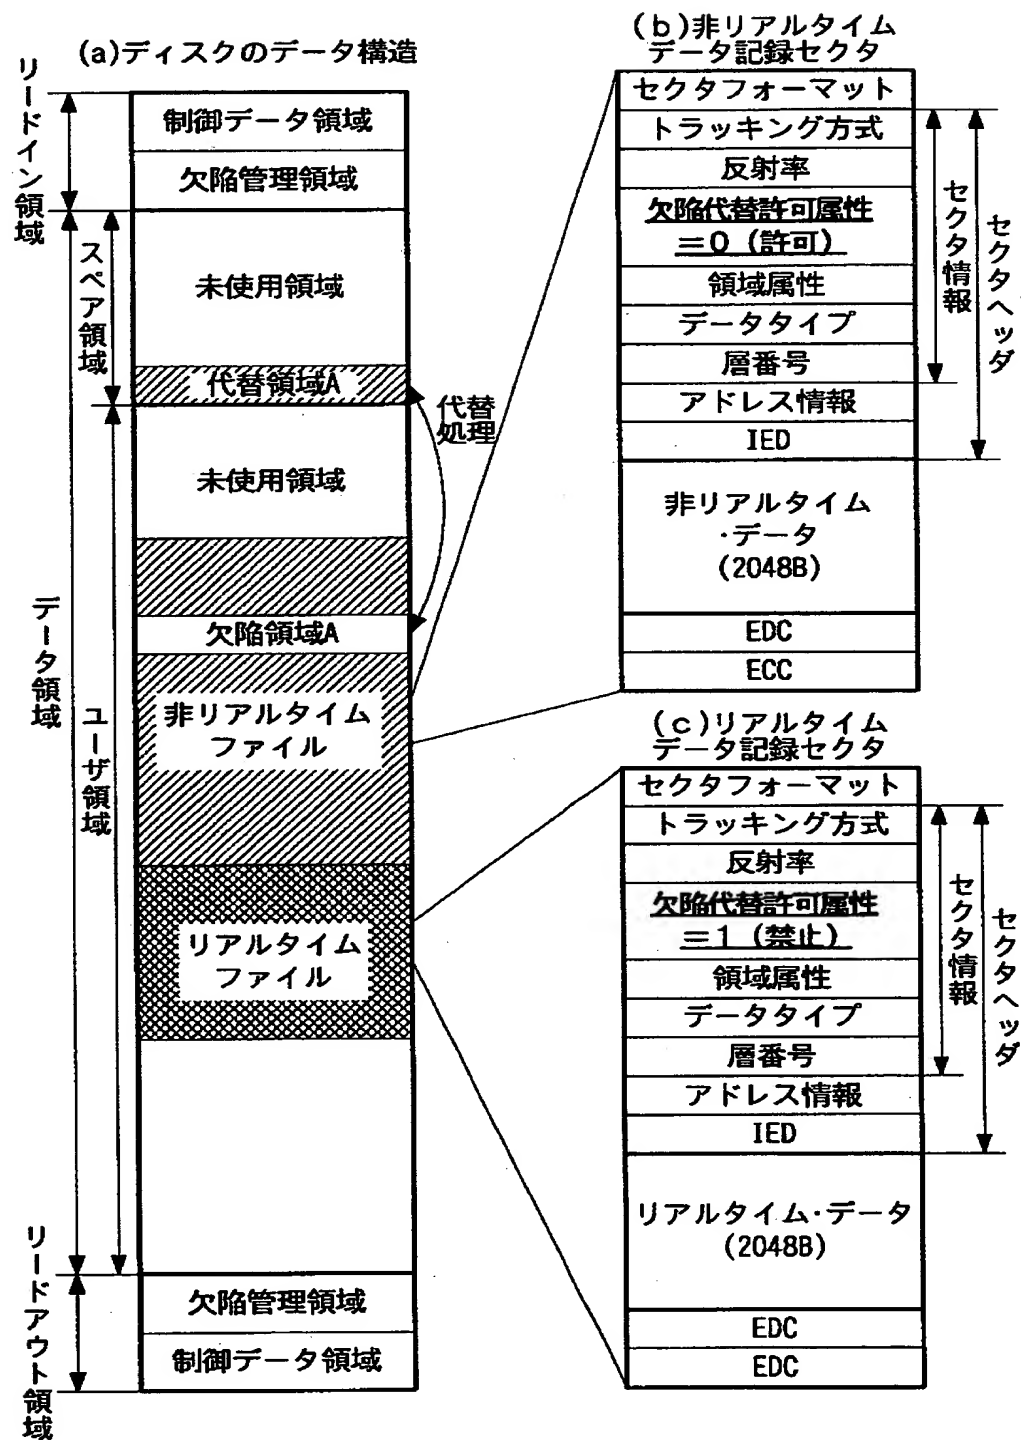 (a)ディスクのデータ構造
リードイン領域
制御データ領域
欠陥管理領域
データ領域
スペア領域
未使用領域
代替領域A
代替
処理
ユーザ領域
未使用領域
欠陥領域A
非リアルタイム
ファイル
リアルタイム
ファイル
リードアウト領域
欠陥管理領域
制御データ領域
(b)非リアルタイム
データ記録セクタ
セクタフォーマット
トラッキング方式
反射率
欠陥代替許可属性
=0(許可)
領域属性
データタイプ
層番号
アドレス情報
IED
セクタ情報
セクタヘッダ
非リアルタイム
・データ
(2048B)
EDC
ECC
(c)リアルタイム
データ記録セクタ
セクタフォーマット
トラッキング方式
反射率
欠陥代替許可属性
=1(禁止)
領域属性
データタイプ
層番号
アドレス情報
IED
セクタ情報
セクタヘッダ
リアルタイム・データ
(2048B)
EDC
EDC